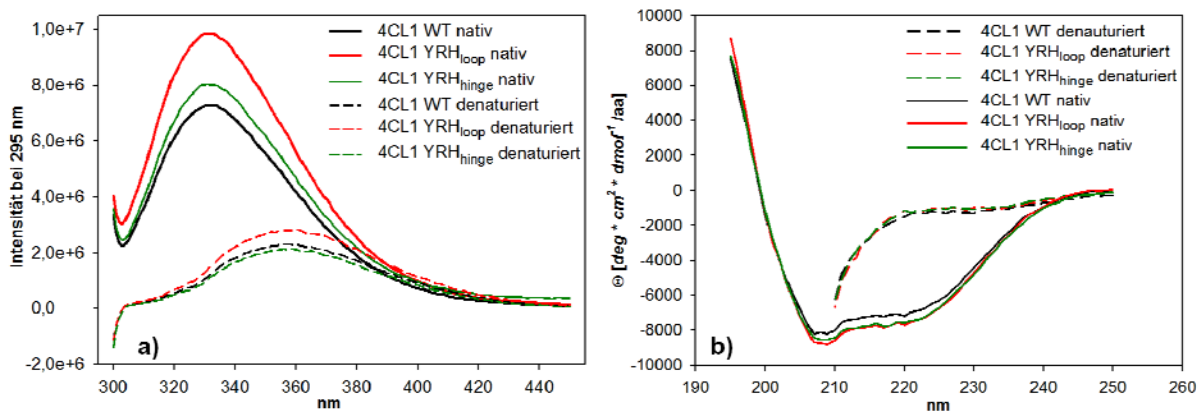 1,0e+7
8,0e+6
6,0e+6
4,0e+6
2,0e+6
0,0
-2,0e+6
Intensität bei 295 nm
300 320 340 360 380 400 420 440
nm
4CL1 WT nativ
4CL1 YRHloop nativ
4CL1 YRHhinge nativ
4CL1 WT denaturiert
4CL1 YRHloop denaturiert
4CL1 YRHhinge denaturiert
a)
10000
8000
6000
4000
2000
0
-2000
-4000
-6000
-8000
-10000
Θ [deg * cm² * dmol⁻¹ /aa]
190 200 210 220 230 240 250 260
nm
4CL1 WT denauturiert
4CL1 YRHloop denaturiert
4CL1 YRHhinge denaturiert
4CL1 WT nativ
4CL1 YRHloop nativ
4CL1 YRHhinge nativ
b)